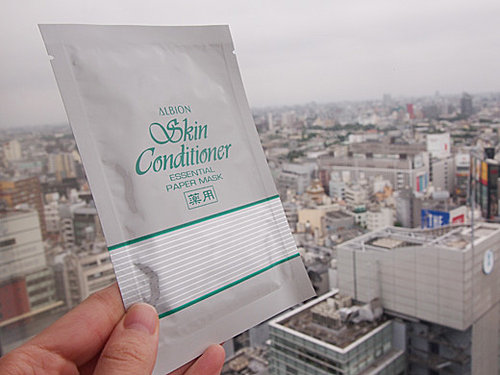 ALBION
Skin
Conditioner
ESSENTIAL
PAPER MASK
薬用